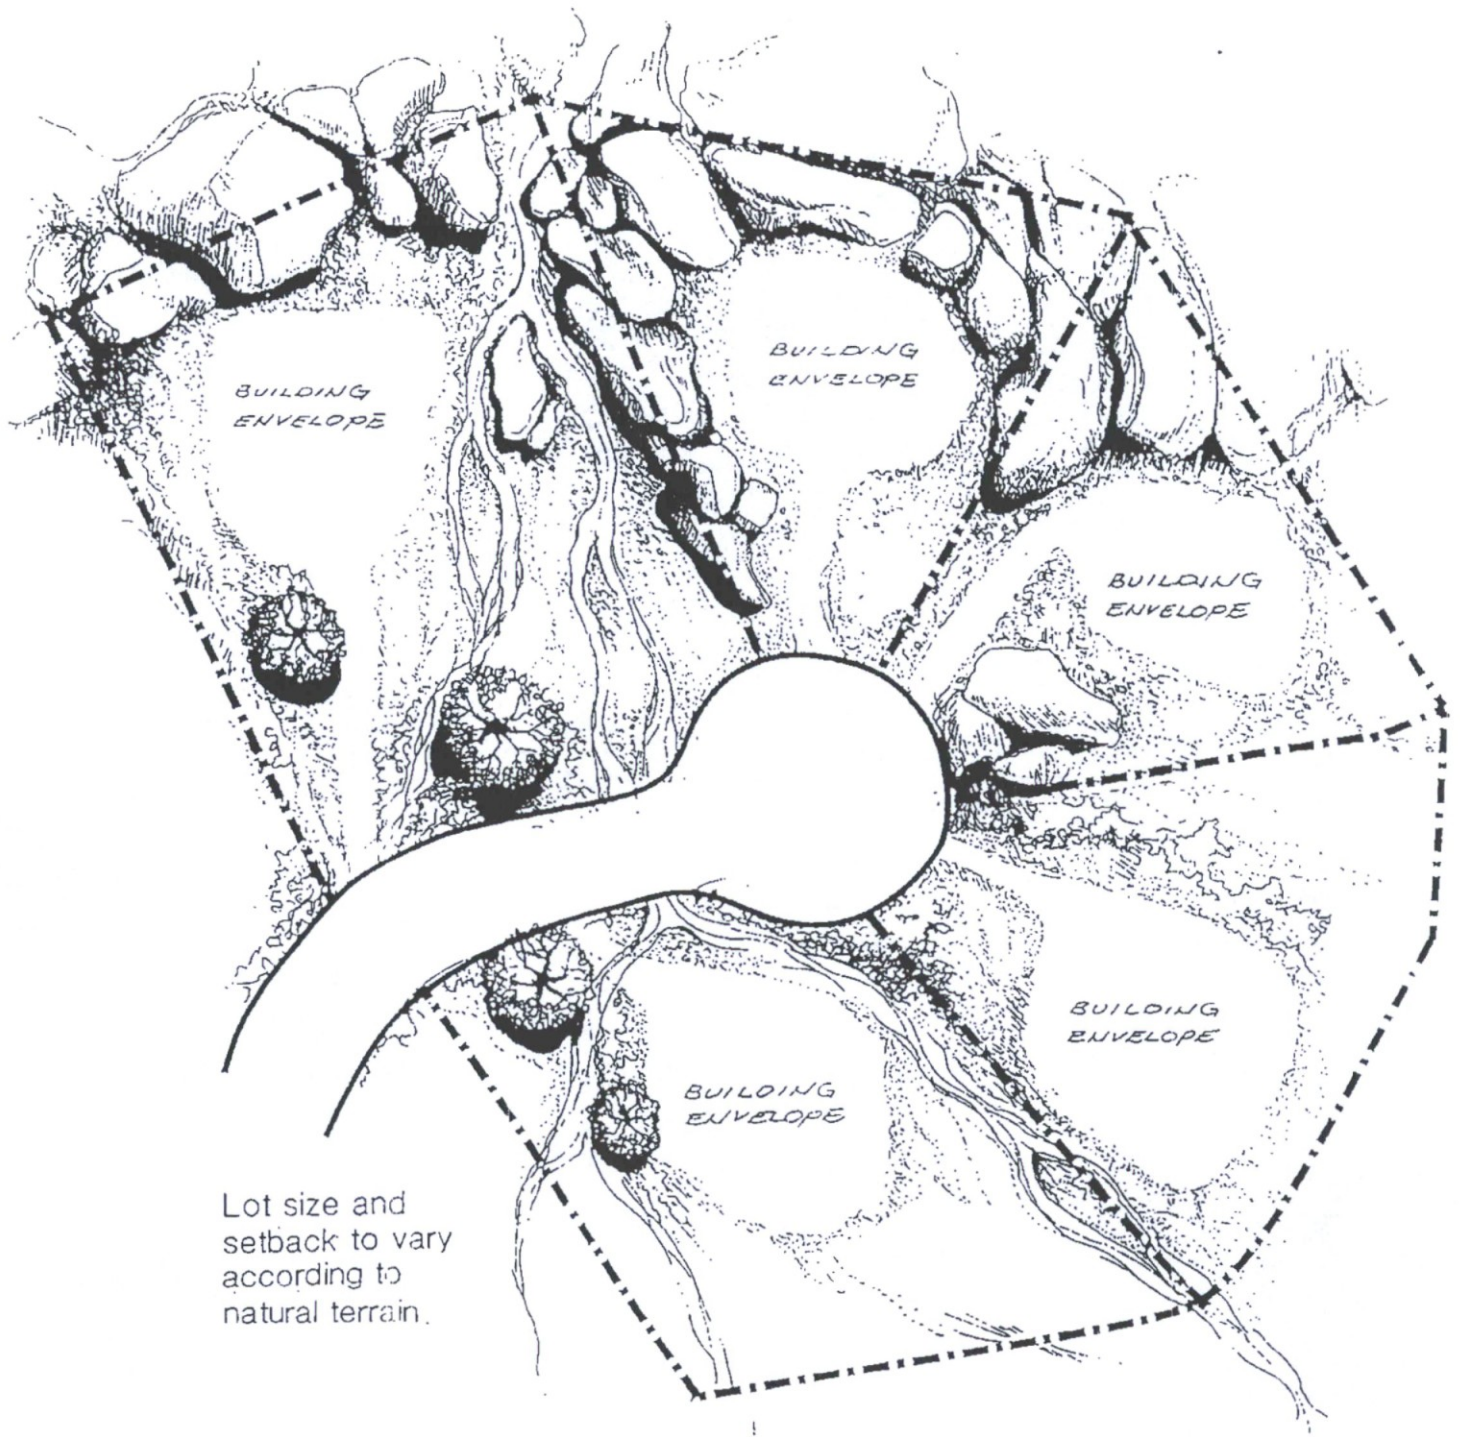 BUILDING
ENVELOPE
BUILDING
ENVELOPE
BUILDING
ENVELOPE
BUILDING
ENVELOPE
BUILDING
ENVELOPE
Lot size and
setback to vary
according to
natural terrain.